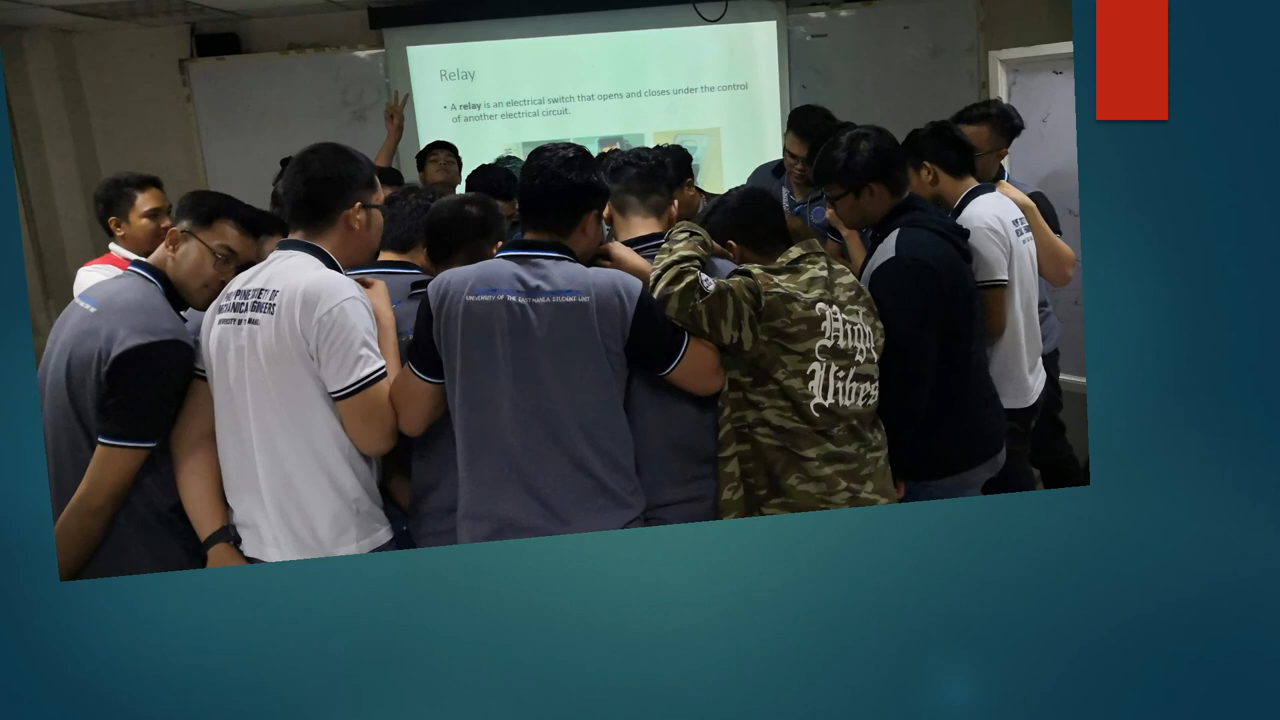 Relay
• A relay is an electrical switch that opens and closes under the control
of another electrical circuit.
UNIVERSITY OF THE EAST MANILA STUDENT UNIT
High
Vibes